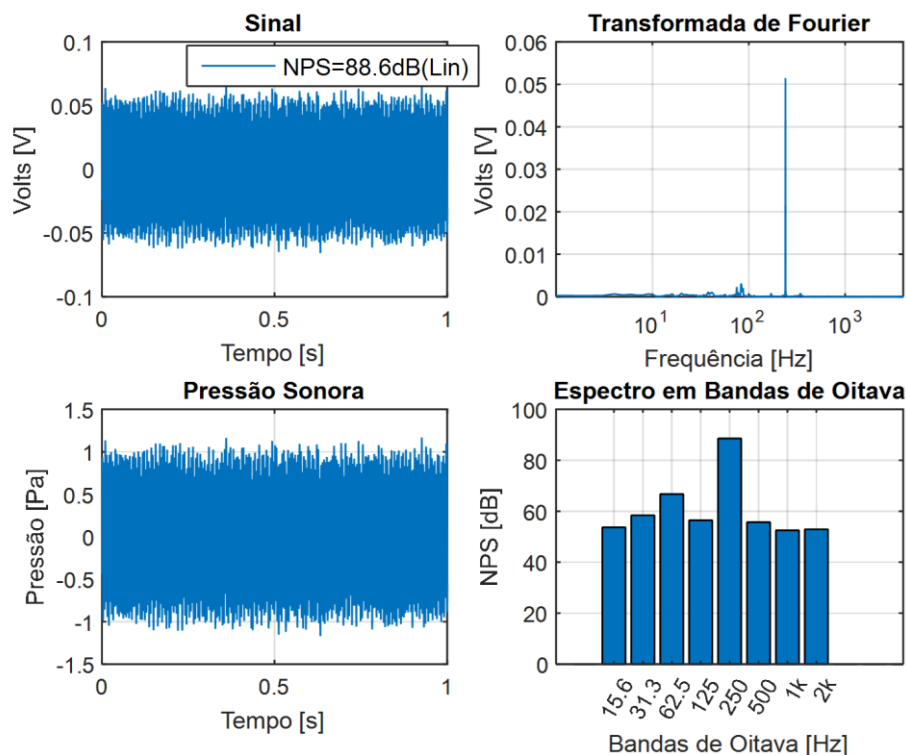 Sinal
NPS=88.6dB(Lin)
0.1
0.05
0
-0.05
-0.1
Volts [V]
0
0.5
1
Tempo [s]
Transformada de Fourier
0.06
0.05
0.04
0.03
0.02
0.01
0
Volts [V]
10^1
10^2
10^3
Frequência [Hz]
Pressão Sonora
1.5
1
0.5
0
-0.5
-1
-1.5
Pressão [Pa]
0
0.5
1
Tempo [s]
Espectro em Bandas de Oitava
100
80
60
40
20
0
NPS [dB]
15.6
31.3
62.5
125
250
500
1k
2k
Bandas de Oitava [Hz]